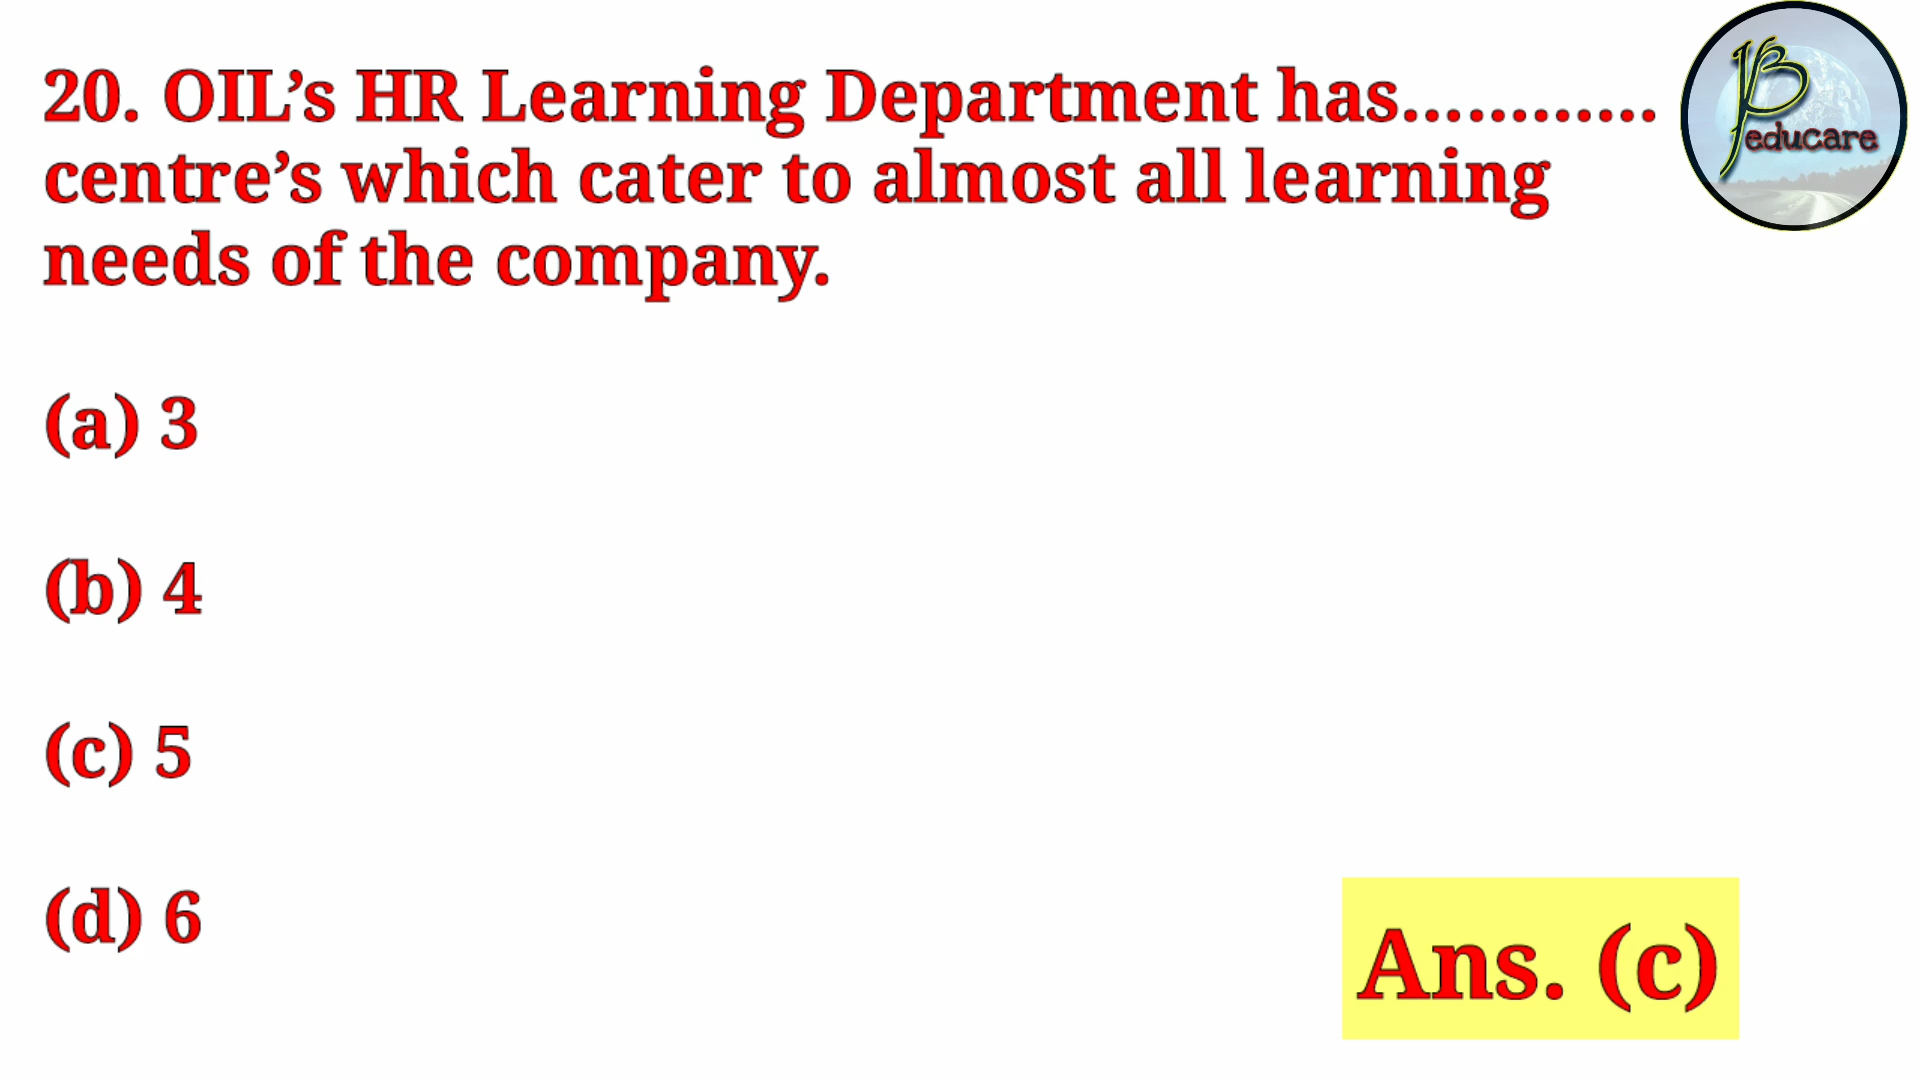 20. OIL’s HR Learning Department has............
centre’s which cater to almost all learning
needs of the company.
(a) 3
(b) 4
(c) 5
(d) 6
Ans. (c)
educare